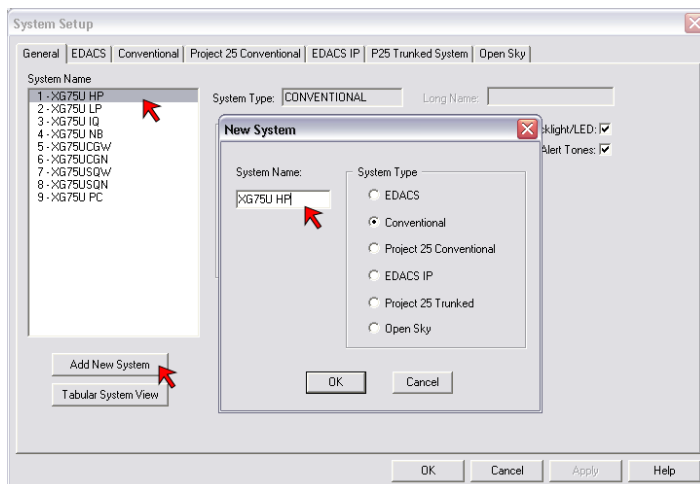 System Setup
General
EDACS
Conventional
Project 25 Conventional
EDACS IP
P25 Trunked System
Open Sky
System Name
1 - XG75U HP
2 - XG75U LP
3 - XG75U IQ
4 - XG75U NB
5 - XG75UCGW
6 - XG75UCGN
7 - XG75USQW
8 - XG75USQN
9 - XG75U PC
System Type: CONVENTIONAL
Long Name:
cklight/LED:
Alert Tones:
New System
System Name:
XG75U HP
System Type
EDACS
Conventional
Project 25 Conventional
EDACS IP
Project 25 Trunked
Open Sky
OK
Cancel
Add New System
Tabular System View
OK
Cancel
Apply
Help